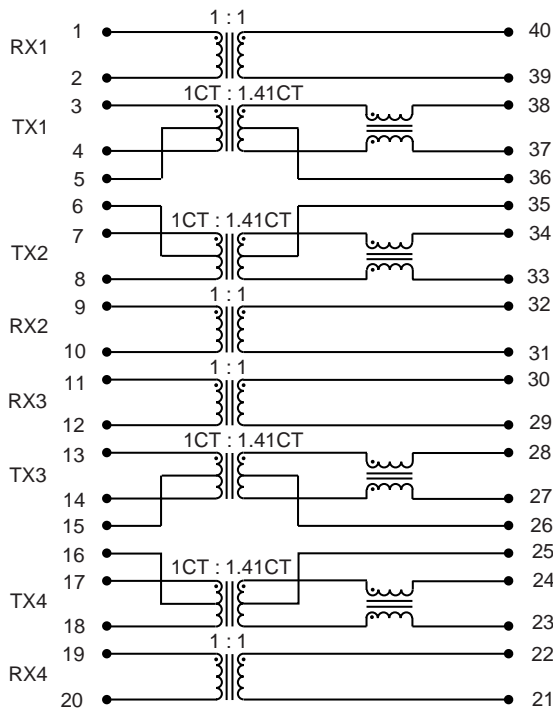 1 : 1
1 40
RX1
2 39
1CT : 1.41CT
3 38
TX1
4 37
5 36
6 35
1CT : 1.41CT
7 34
TX2
8 33
1 : 1
9 32
RX2
10 31
1 : 1
11 30
RX3
12 29
1CT : 1.41CT
13 28
TX3
14 27
15 26
16 25
1CT : 1.41CT
17 24
TX4
18 23
1 : 1
19 22
RX4
20 21